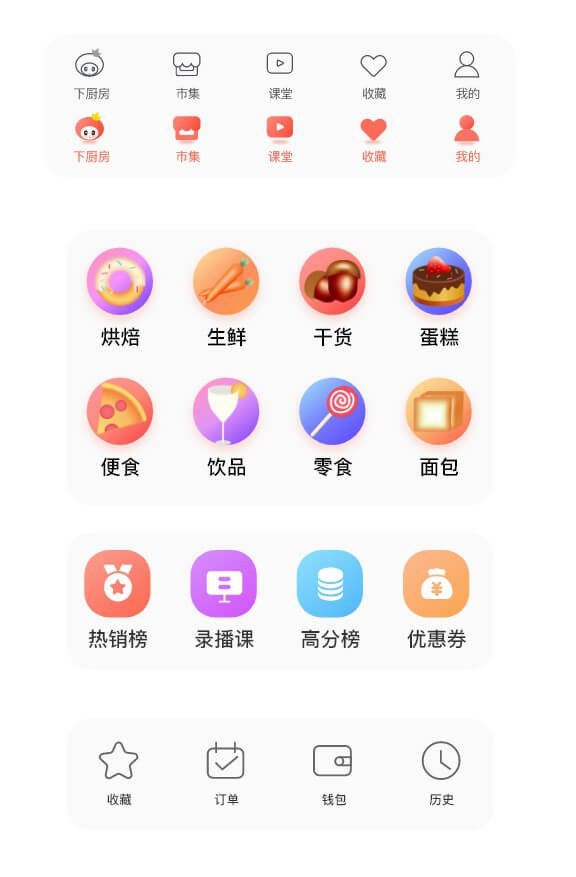 下厨房 市集 课堂 收藏 我的
下厨房 市集 课堂 收藏 我的
烘焙 生鲜 干货 蛋糕
便食 饮品 零食 面包
热销榜 录播课 高分榜 优惠券
收藏 订单 钱包 历史